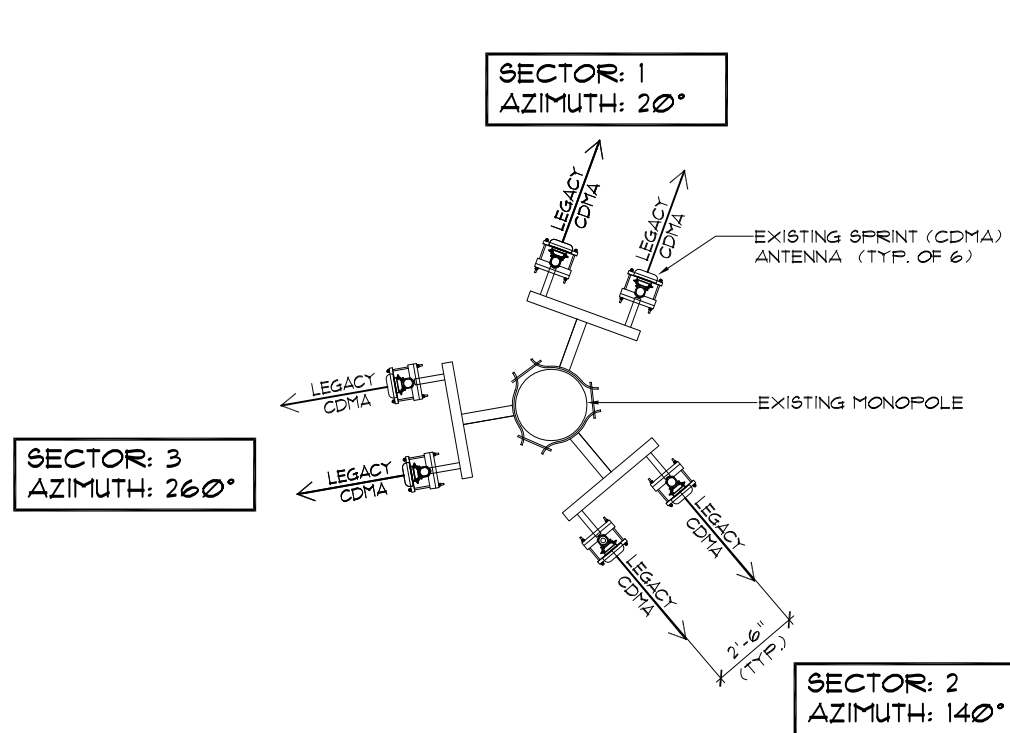 SECTOR: 1
AZIMUTH: 20°
LEGACY
CDMA
LEGACY
CDMA
EXISTING SPRINT (CDMA)
ANTENNA (TYP. OF 6)
LEGACY
CDMA
EXISTING MONOPOLE
SECTOR: 3
AZIMUTH: 260°
LEGACY
CDMA
LEGACY
CDMA
LEGACY
CDMA
2'-6"
(TYP.)
SECTOR: 2
AZIMUTH: 140°